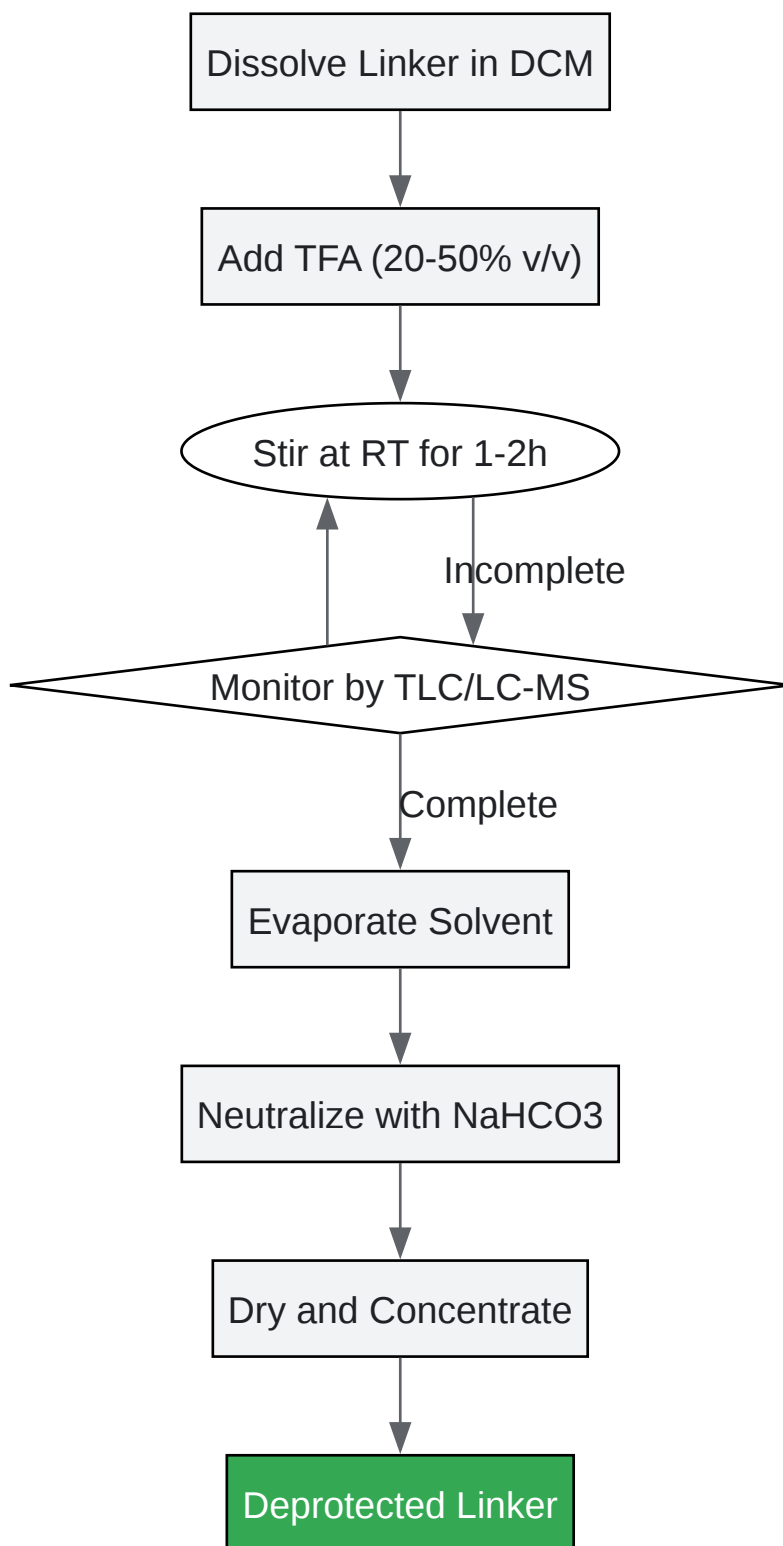 Dissolve Linker in DCM
Add TFA (20-50% v/v)
Stir at RT for 1-2h
Incomplete
Monitor by TLC/LC-MS
Complete
Evaporate Solvent
Neutralize with NaHCO3
Dry and Concentrate
Deprotected Linker